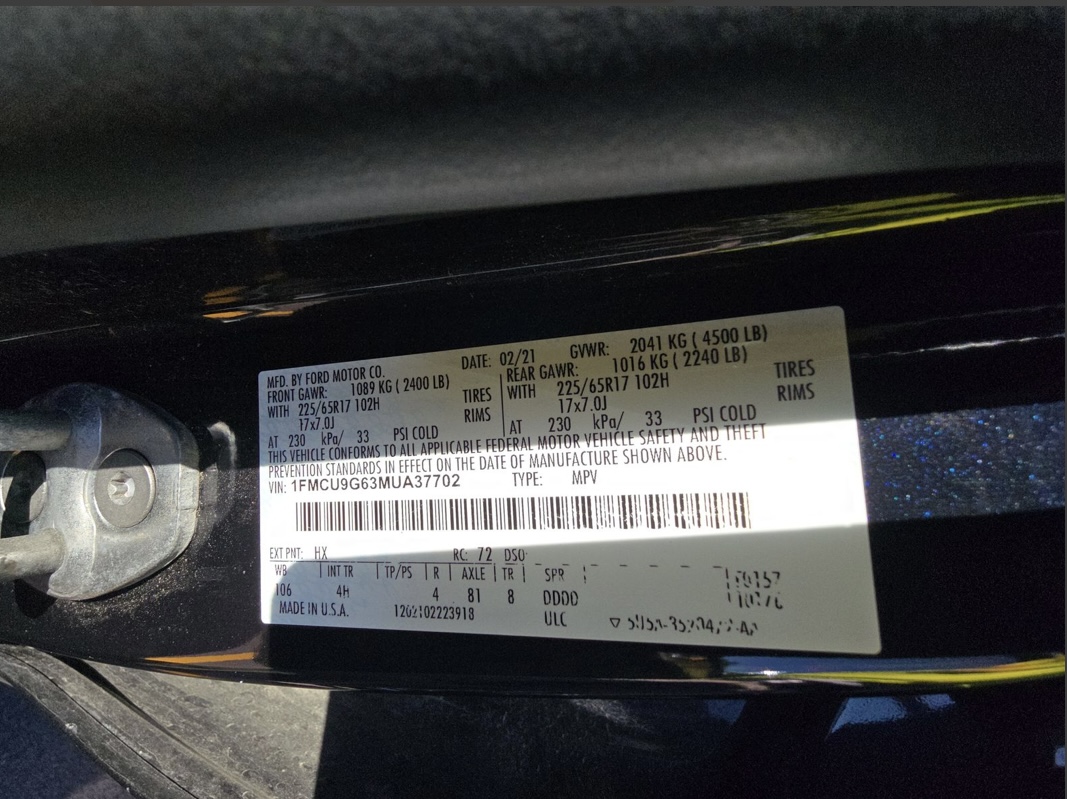 MFD. BY FORD MOTOR CO.
DATE: 02/21 GVWR: 2041 KG ( 4500 LB)
FRONT GAWR: 1089 KG ( 2400 LB)
WITH 225/65R17 102H TIRES
17x7.0J RIMS
AT 230 kPa/ 33 PSI COLD
REAR GAWR: 1016 KG ( 2240 LB)
WITH 225/65R17 102H TIRES
17x7.0J RIMS
AT 230 kPa/ 33 PSI COLD
THIS VEHICLE CONFORMS TO ALL APPLICABLE FEDERAL MOTOR VEHICLE SAFETY AND THEFT
PREVENTION STANDARDS IN EFFECT ON THE DATE OF MANUFACTURE SHOWN ABOVE.
VIN: 1FMCU9G63MUA37702 TYPE: MPV
EXT PNT: HX RC: 72 DSO:
WB INT TR TP/PS R AXLE TR SPR
106 4H 4 81 8 DDDD
MADE IN U.S.A. 1202102223918 ULC